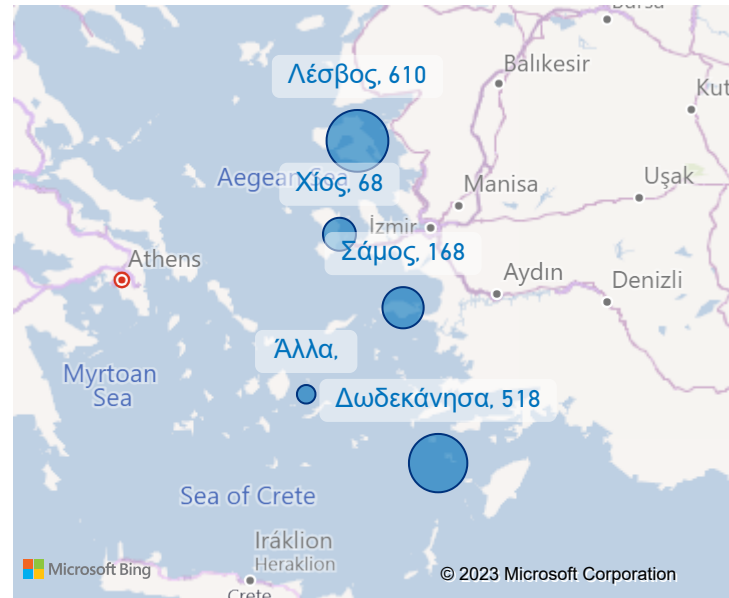 Bursa
Λέσβος, 610
Balıkesir
Kut
Aegean Sea
Χίος, 68
Manisa
Uşak
İzmir
Σάμος, 168
Athens
Aydın
Denizli
Άλλα,
Myrtoan
Sea
Δωδεκάνησα, 518
Sea of Crete
Iráklion
Heraklion
Microsoft Bing
© 2023 Microsoft Corporation
Crete